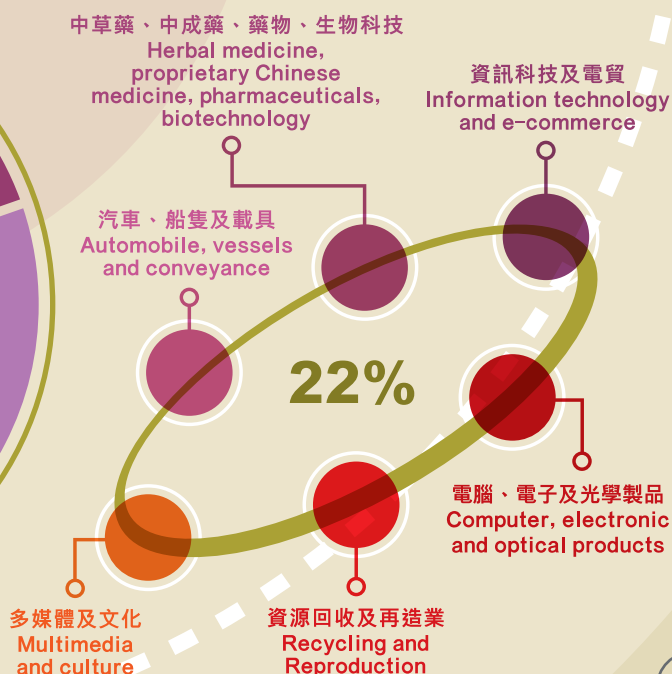 中草藥、中成藥、藥物、生物科技
Herbal medicine,
proprietary Chinese
medicine, pharmaceuticals,
biotechnology
資訊科技及電貿
Information technology
and e-commerce
汽車、船隻及載具
Automobile, vessels
and conveyance
22%
電腦、電子及光學製品
Computer, electronic
and optical products
多媒體及文化
Multimedia
and culture
資源回收及再造業
Recycling and
Reproduction